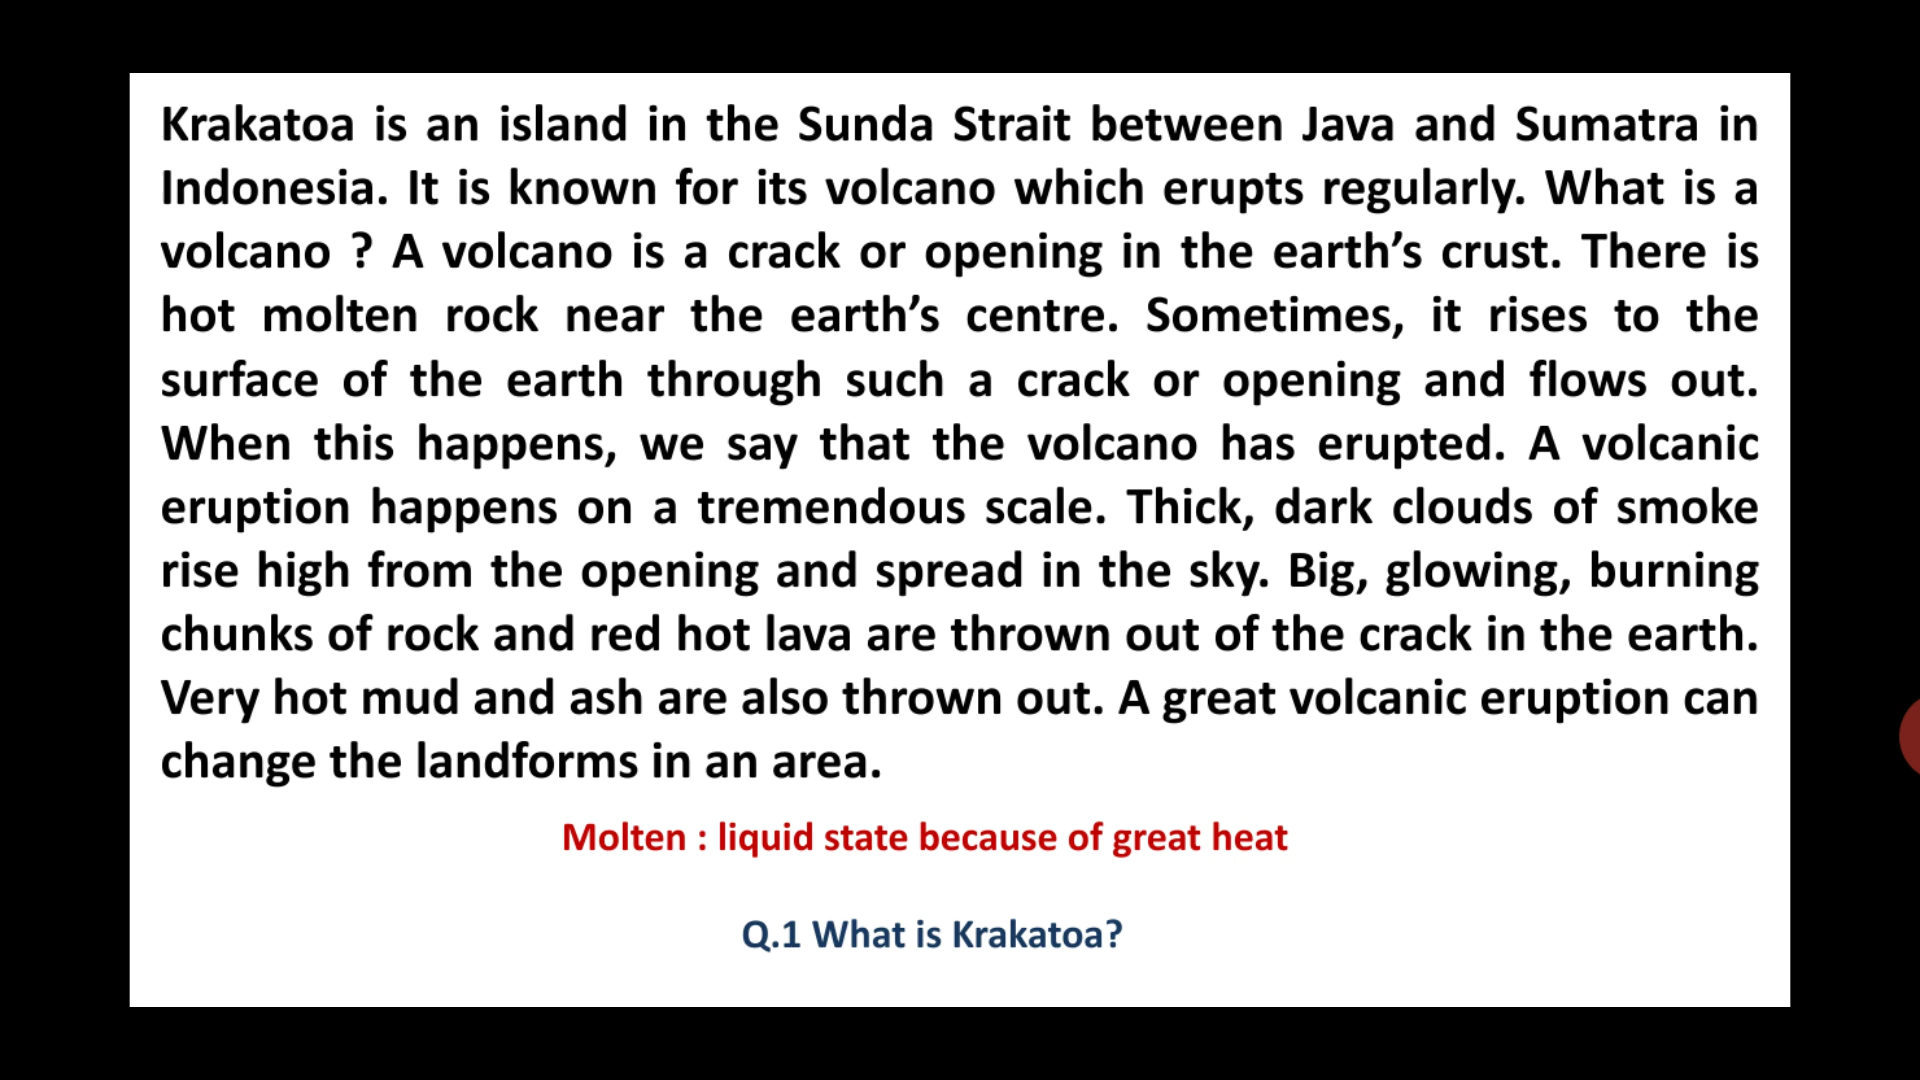 Krakatoa is an island in the Sunda Strait between Java and Sumatra in
Indonesia. It is known for its volcano which erupts regularly. What is a
volcano ? A volcano is a crack or opening in the earth’s crust. There is
hot molten rock near the earth’s centre. Sometimes, it rises to the
surface of the earth through such a crack or opening and flows out.
When this happens, we say that the volcano has erupted. A volcanic
eruption happens on a tremendous scale. Thick, dark clouds of smoke
rise high from the opening and spread in the sky. Big, glowing, burning
chunks of rock and red hot lava are thrown out of the crack in the earth.
Very hot mud and ash are also thrown out. A great volcanic eruption can
change the landforms in an area.
Molten : liquid state because of great heat
Q.1 What is Krakatoa?